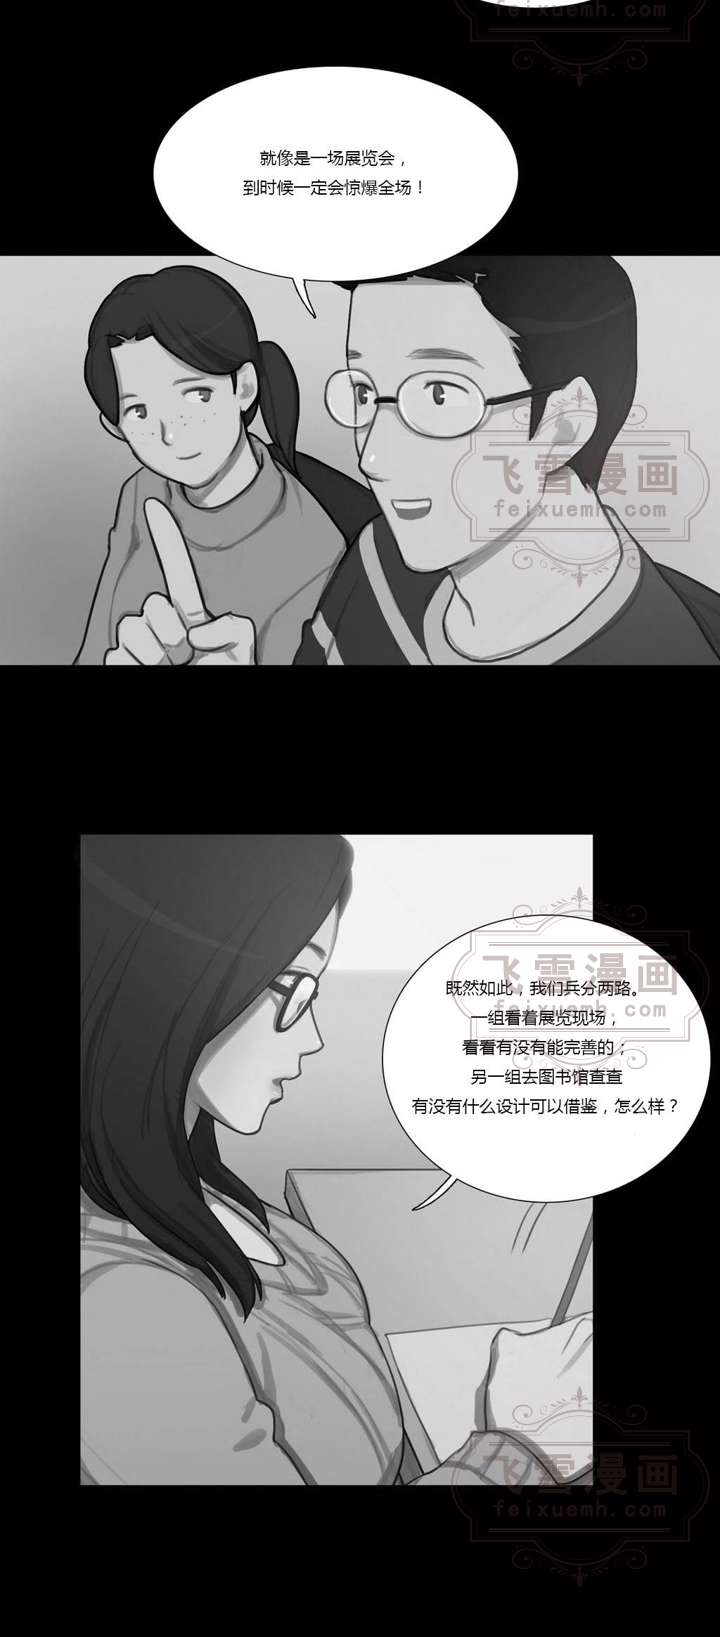 feixuemh.com
就像是一场展览会，
到时候一定会惊爆全场！
飞雪漫画
feixuemh.com
飞雪漫画
feixuemh.com
既然如此，我们兵分两路。
一组看着展览现场，
看看有没有能完善的；
另一组去图书馆查查
有没有什么设计可以借鉴，怎么样？
飞雪漫画
feixuemh.com